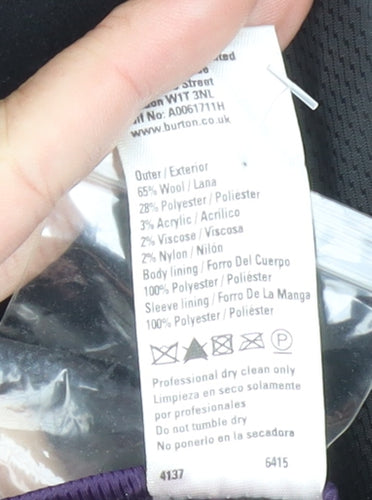 ted
Street
on W1T 3NL
if No: A0061711H
www.burton.co.uk
Outer / Exterior
65% Wool / Lana
28% Polyester / Poliester
3% Acrylic / Acrilico
2% Viscose / Viscosa
2% Nylon / Nilón
Body lining / Forro Del Cuerpo
100% Polyester / Poliéster
Sleeve lining / Forro De La Manga
100% Polyester / Poliéster
P
Professional dry clean only
Limpieza en seco solamente
por profesionales
Do not tumble dry
No ponerlo en la secadora
4137 6415